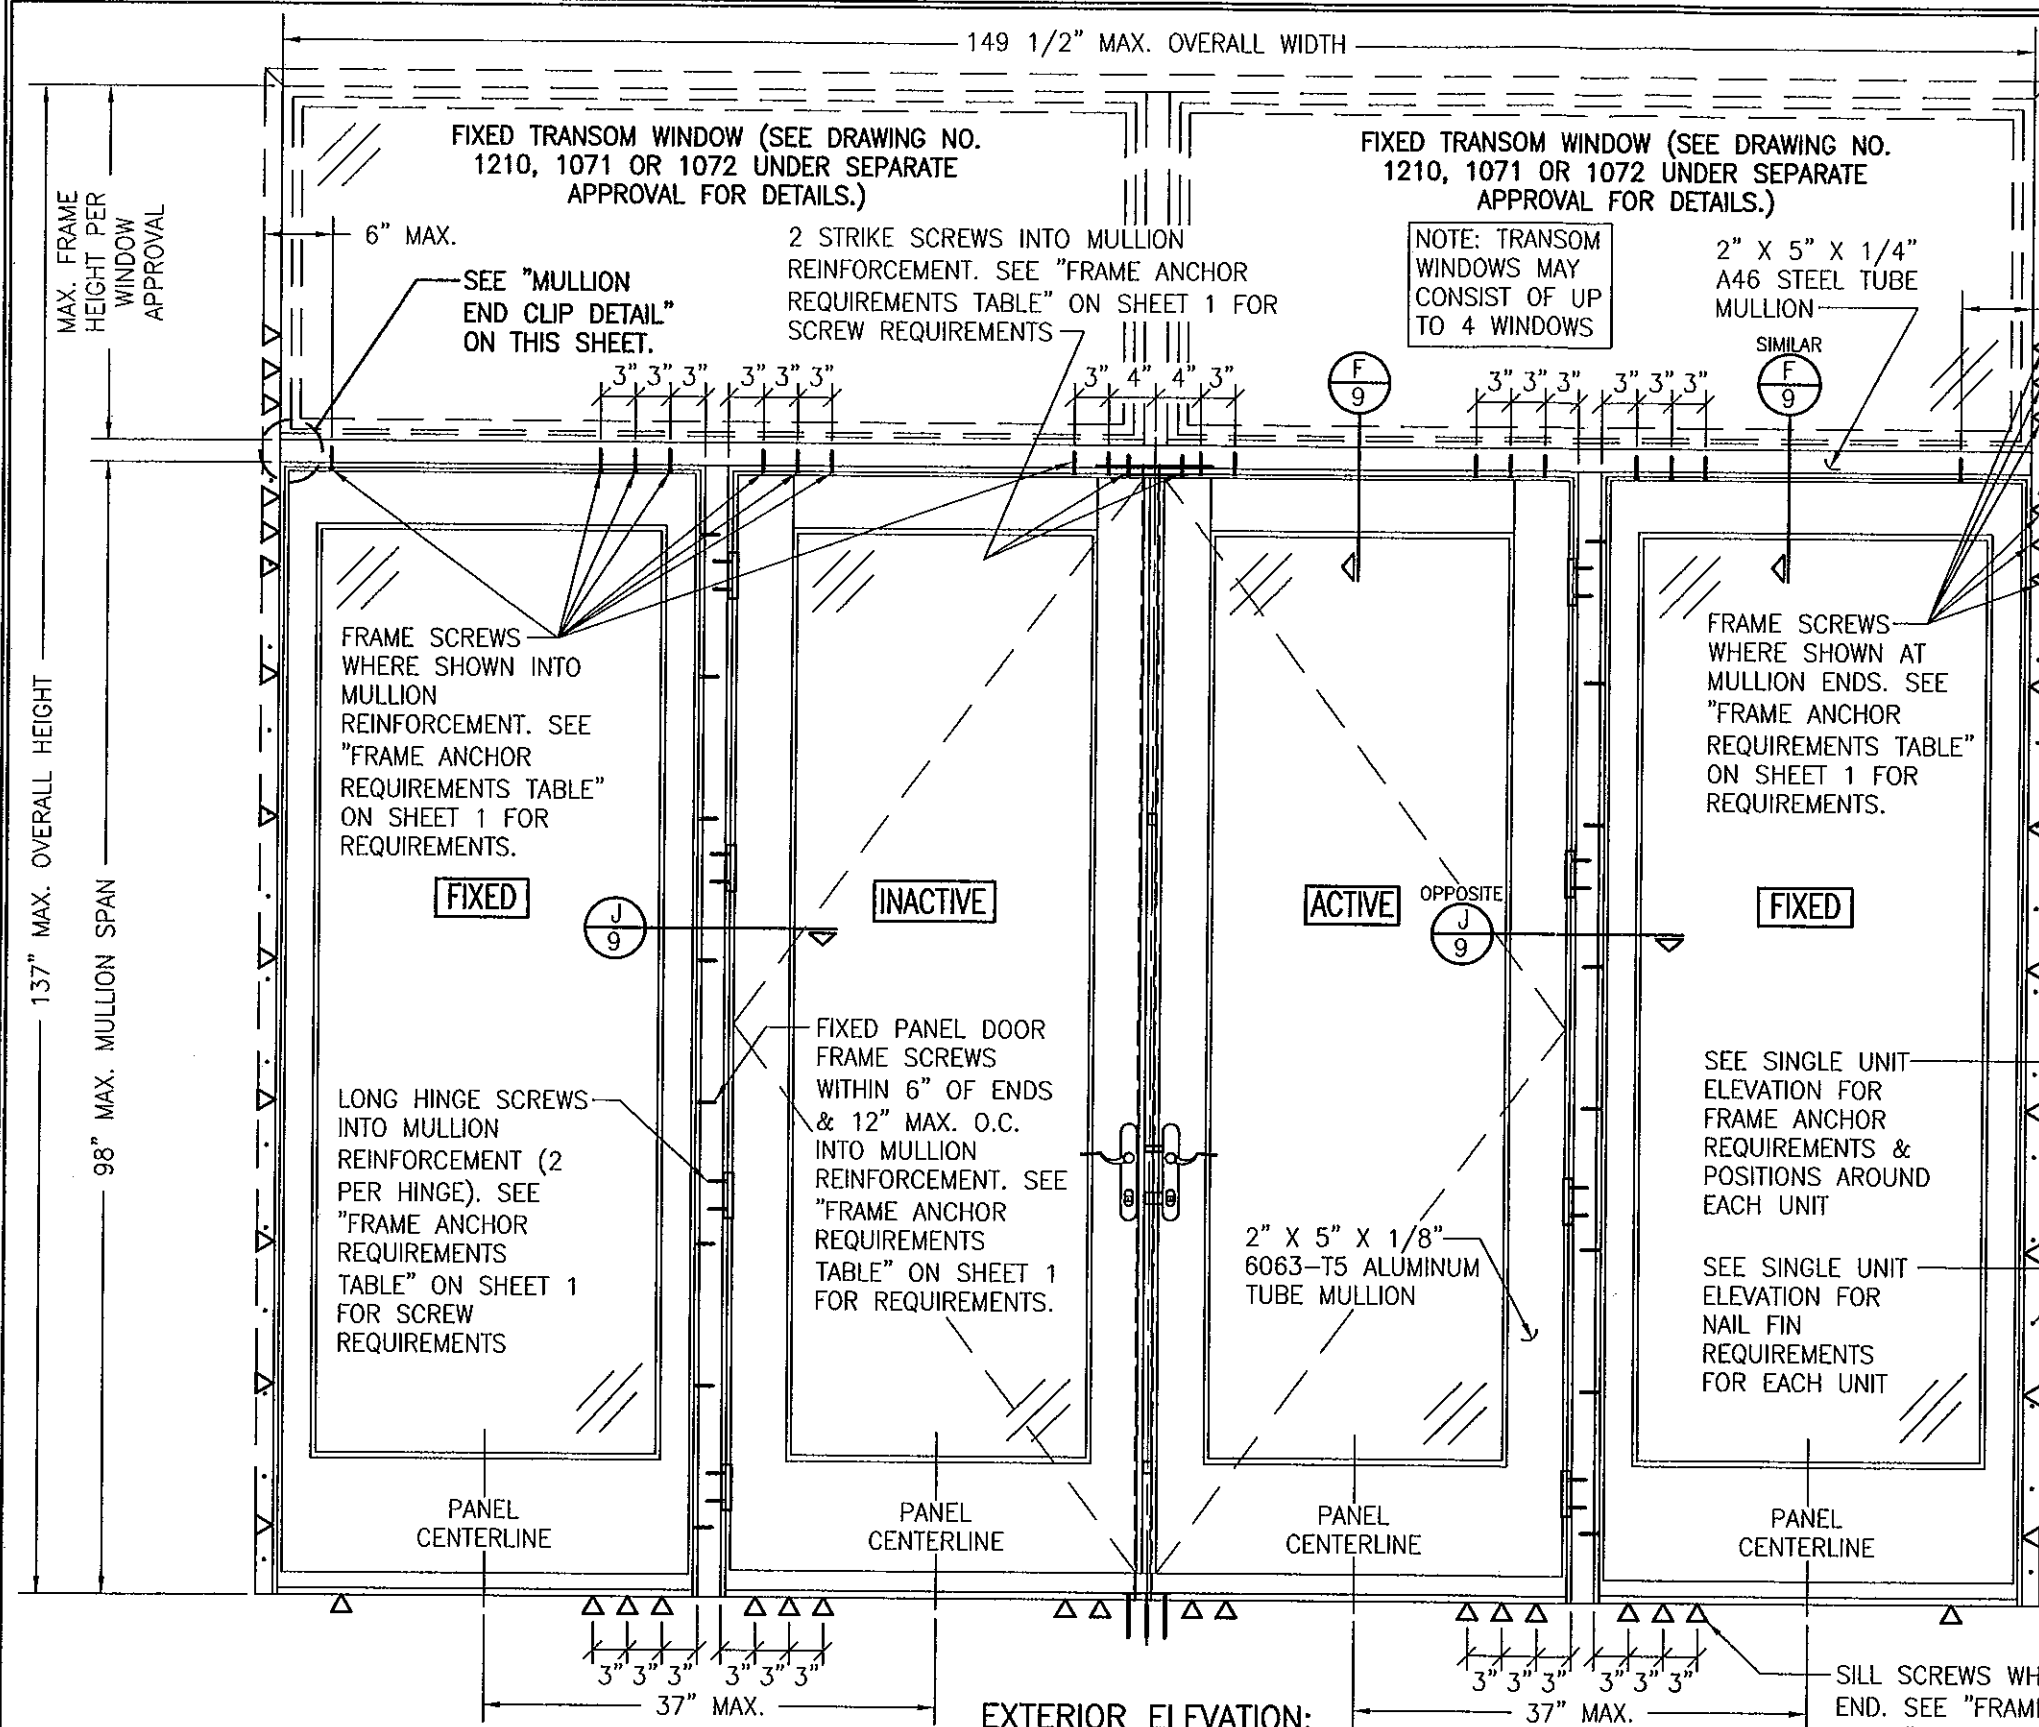 149 1/2" MAX. OVERALL WIDTH
FIXED TRANSOM WINDOW (SEE DRAWING NO.
1210, 1071 OR 1072 UNDER SEPARATE
APPROVAL FOR DETAILS.)
FIXED TRANSOM WINDOW (SEE DRAWING NO.
1210, 1071 OR 1072 UNDER SEPARATE
APPROVAL FOR DETAILS.)
MAX. FRAME
HEIGHT PER
WINDOW
APPROVAL
6" MAX.
SEE "MULLION
END CLIP DETAIL"
ON THIS SHEET.
2 STRIKE SCREWS INTO MULLION
REINFORCEMENT. SEE "FRAME ANCHOR
REQUIREMENTS TABLE" ON SHEET 1 FOR
SCREW REQUIREMENTS
NOTE: TRANSOM
WINDOWS MAY
CONSIST OF UP
TO 4 WINDOWS
2" X 5" X 1/4"
A46 STEEL TUBE
MULLION
SIMILAR
F
9
F
9
3" 3" 3"
3" 3" 3"
3" 4" 4" 3"
3" 3" 3"
3" 3" 3"
137" MAX. OVERALL HEIGHT
98" MAX. MULLION SPAN
FRAME SCREWS
WHERE SHOWN INTO
MULLION
REINFORCEMENT. SEE
"FRAME ANCHOR
REQUIREMENTS TABLE"
ON SHEET 1 FOR
REQUIREMENTS.
FRAME SCREWS
WHERE SHOWN AT
MULLION ENDS. SEE
"FRAME ANCHOR
REQUIREMENTS TABLE"
ON SHEET 1 FOR
REQUIREMENTS.
FIXED
INACTIVE
ACTIVE
OPPOSITE
FIXED
J
9
J
9
LONG HINGE SCREWS
INTO MULLION
REINFORCEMENT (2
PER HINGE). SEE
"FRAME ANCHOR
REQUIREMENTS
TABLE" ON SHEET 1
FOR SCREW
REQUIREMENTS
FIXED PANEL DOOR
FRAME SCREWS
WITHIN 6" OF ENDS
& 12" MAX. O.C.
INTO MULLION
REINFORCEMENT. SEE
"FRAME ANCHOR
REQUIREMENTS
TABLE" ON SHEET 1
FOR REQUIREMENTS.
2" X 5" X 1/8"
6063-T5 ALUMINUM
TUBE MULLION
SEE SINGLE UNIT
ELEVATION FOR
FRAME ANCHOR
REQUIREMENTS &
POSITIONS AROUND
EACH UNIT
SEE SINGLE UNIT
ELEVATION FOR
NAIL FIN
REQUIREMENTS
FOR EACH UNIT
PANEL
CENTERLINE
PANEL
CENTERLINE
PANEL
CENTERLINE
PANEL
CENTERLINE
3" 3" 3"
3" 3" 3"
3" 3" 3"
3" 3" 3"
37" MAX.
37" MAX.
EXTERIOR ELEVATION:
SILL SCREWS WH
END. SEE "FRAM